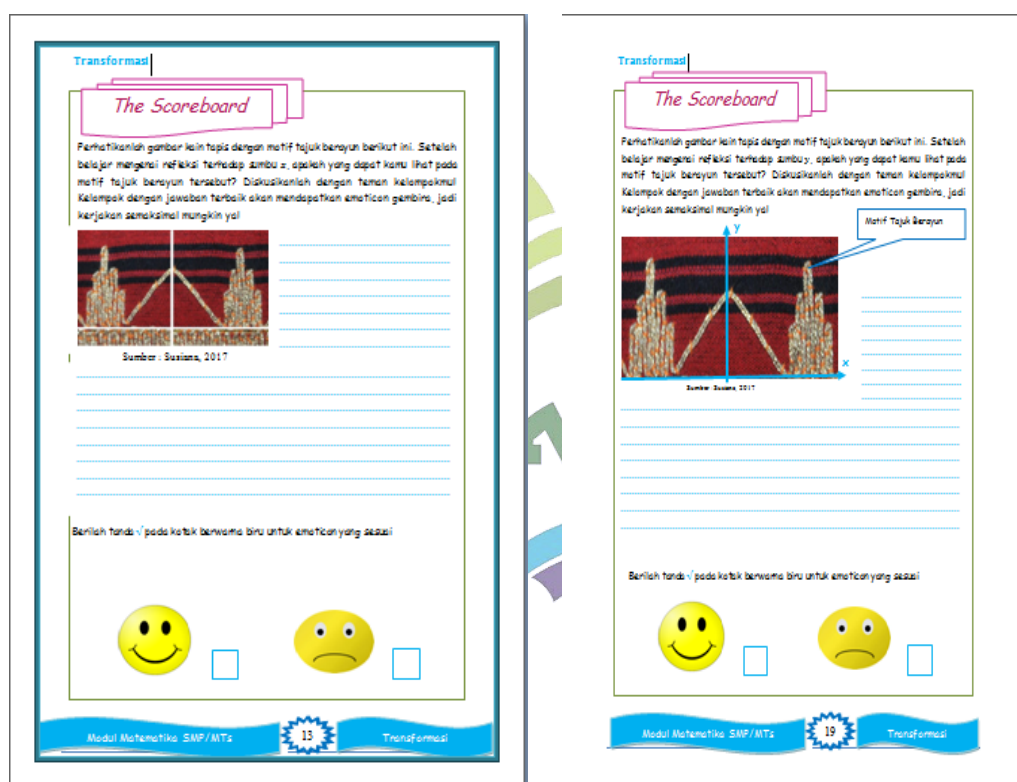 Transformasi
The Scoreboard
Perhatikanlah gambar kain tapis dengan motif tajuk berayun berikut ini. Setelah
belajar mengenai refleksi terhadap sumbu x, apakah yang dapat kamu lihat pada
motif tajuk berayun tersebut? Diskusikanlah dengan teman kelompokmu!
Kelompok dengan jawaban terbaik akan mendapatkan emoticon gembira, jadi
kerjakan semaksimal mungkin ya!
Sumber : Susiana, 2017
Berilah tanda √ pada kotak berwarna biru untuk emoticon yang sesuai
Modul Matematika SMP/MTs
13
Transformasi
Transformasi
The Scoreboard
Perhatikanlah gambar kain tapis dengan motif tajuk berayun berikut ini. Setelah
belajar mengenai refleksi terhadap sumbu y, apakah yang dapat kamu lihat pada
motif tajuk berayun tersebut? Diskusikanlah dengan teman kelompokmu!
Kelompok dengan jawaban terbaik akan mendapatkan emoticon gembira, jadi
kerjakan semaksimal mungkin ya!
Motif Tajuk Berayun
y
x
Sumber : Susiana, 2017
Berilah tanda √ pada kotak berwarna biru untuk emoticon yang sesuai
Modul Matematika SMP/MTs
19
Transformasi